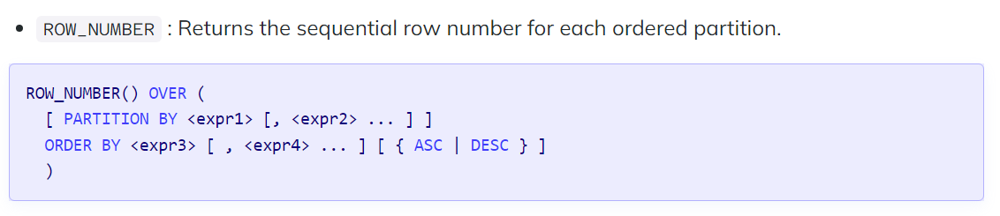 • ROW_NUMBER : Returns the sequential row number for each ordered partition.
ROW_NUMBER() OVER (
[ PARTITION BY <expr1> [, <expr2> ... ] ]
ORDER BY <expr3> [ , <expr4> ... ] [ { ASC | DESC } ]
)